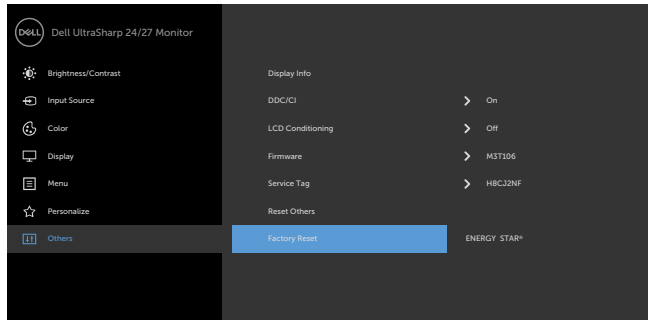 DELL Dell UltraSharp 24/27 Monitor
Brightness/Contrast Display Info
Input Source DDC/CI On
Color LCD Conditioning Off
Display Firmware M3T106
Menu Service Tag H8CJ2NF
Personalize Reset Others
Others Factory Reset ENERGY STAR®